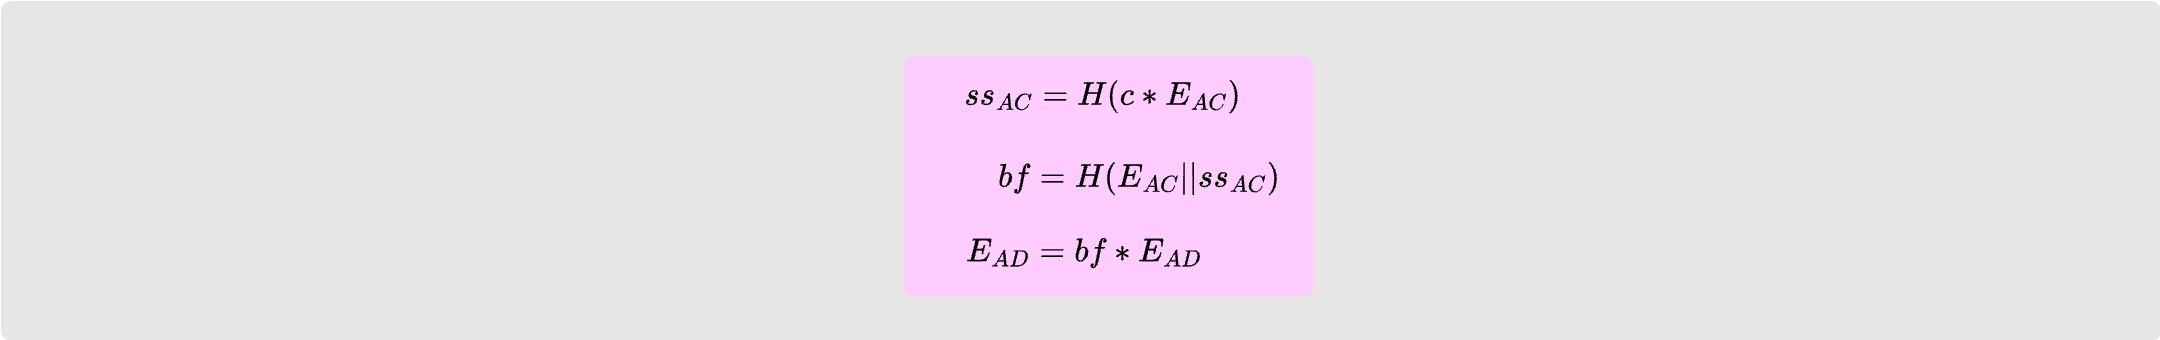 ss_{AC} = H(c * E_{AC})
bf = H(E_{AC}||ss_{AC})
E_{AD} = bf * E_{AD}